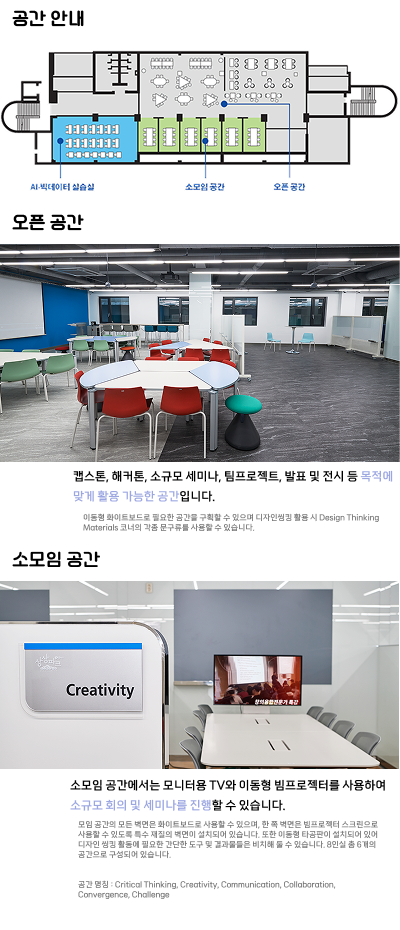 공간 안내
AI·빅데이터 실습실
소모임 공간
오픈 공간
오픈 공간
캡스톤, 해커톤, 소규모 세미나, 팀프로젝트, 발표 및 전시 등 목적에
맞게 활용 가능한 공간입니다.
이동형 화이트보드로 필요한 공간을 구획할 수 있으며 디자인씽킹 활용 시 Design Thinking
Materials 코너의 각종 문구류를 사용할 수 있습니다.
소모임 공간
Creativity
창의융합전문가 특강
소모임 공간에서는 모니터용 TV와 이동형 빔프로젝터를 사용하여
소규모 회의 및 세미나를 진행할 수 있습니다.
모임 공간의 모든 벽면은 화이트보드로 사용할 수 있으며, 한 쪽 벽면은 빔프로젝터 스크린으로
사용할 수 있도록 특수 재질의 벽면이 설치되어 있습니다. 또한 이동형 타공판이 설치되어 있어
디자인 씽킹 활동에 필요한 간단한 도구 및 결과물들은 비치해 둘 수 있습니다. 8인실 총 6개의
공간으로 구성되어 있습니다.
공간 명칭 : Critical Thinking, Creativity, Communication, Collaboration,
Convergence, Challenge